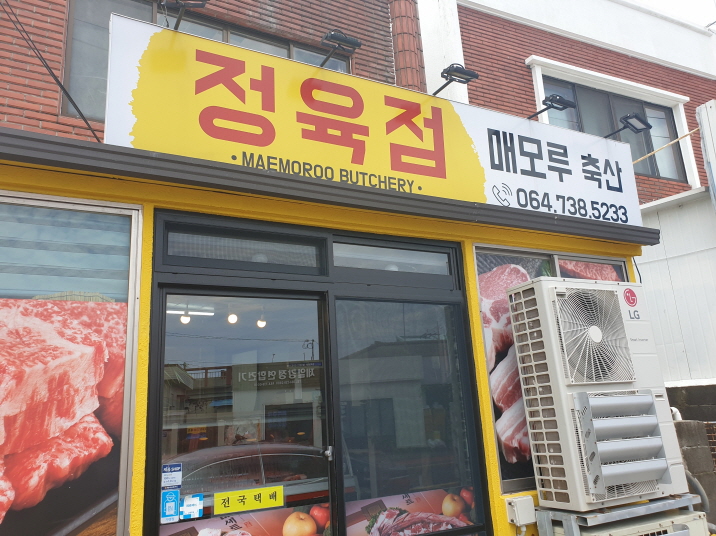 정육점
• MAEMOROO BUTCHERY •
매모루 축산
064.738.5233
LG
전국택배